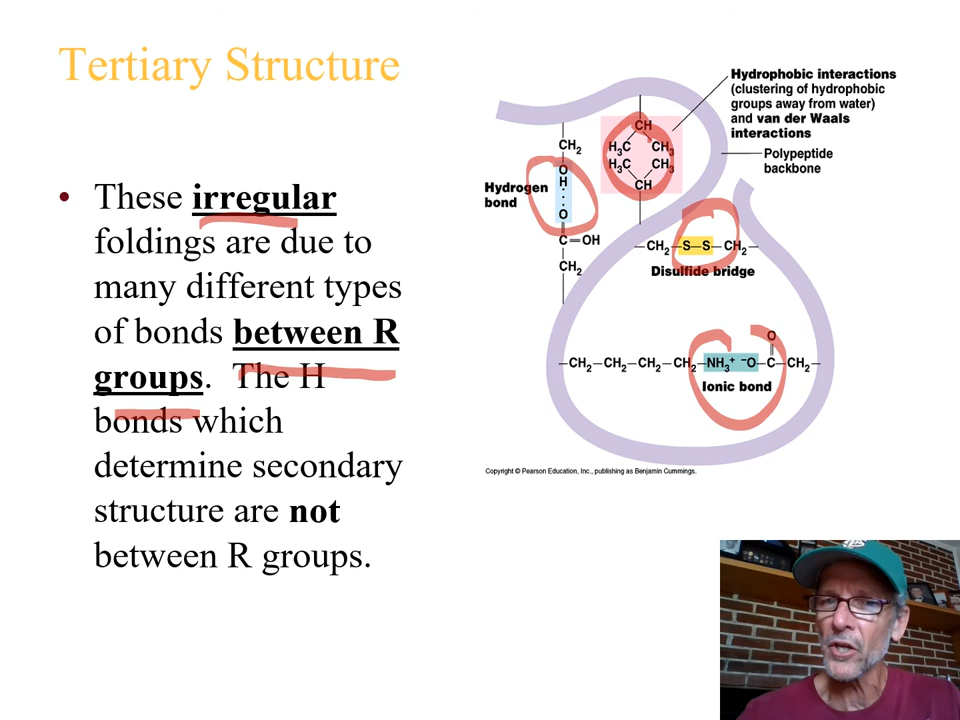 Tertiary Structure
• These irregular
foldings are due to
many different types
of bonds between R
groups. The H
bonds which
determine secondary
structure are not
between R groups.
Hydrophobic interactions
(clustering of hydrophobic
groups away from water)
and van der Waals
interactions
Polypeptide
backbone
Hydrogen
bond
CH2
O
H
O
C=OH
CH2
CH
H3C CH3
H3C CH3
CH
CH2-S-S-CH2
Disulfide bridge
O
CH2-CH2-CH2-CH2-NH3+ -O-C-CH2
Ionic bond
Copyright © Pearson Education, Inc., publishing as Benjamin Cummings.